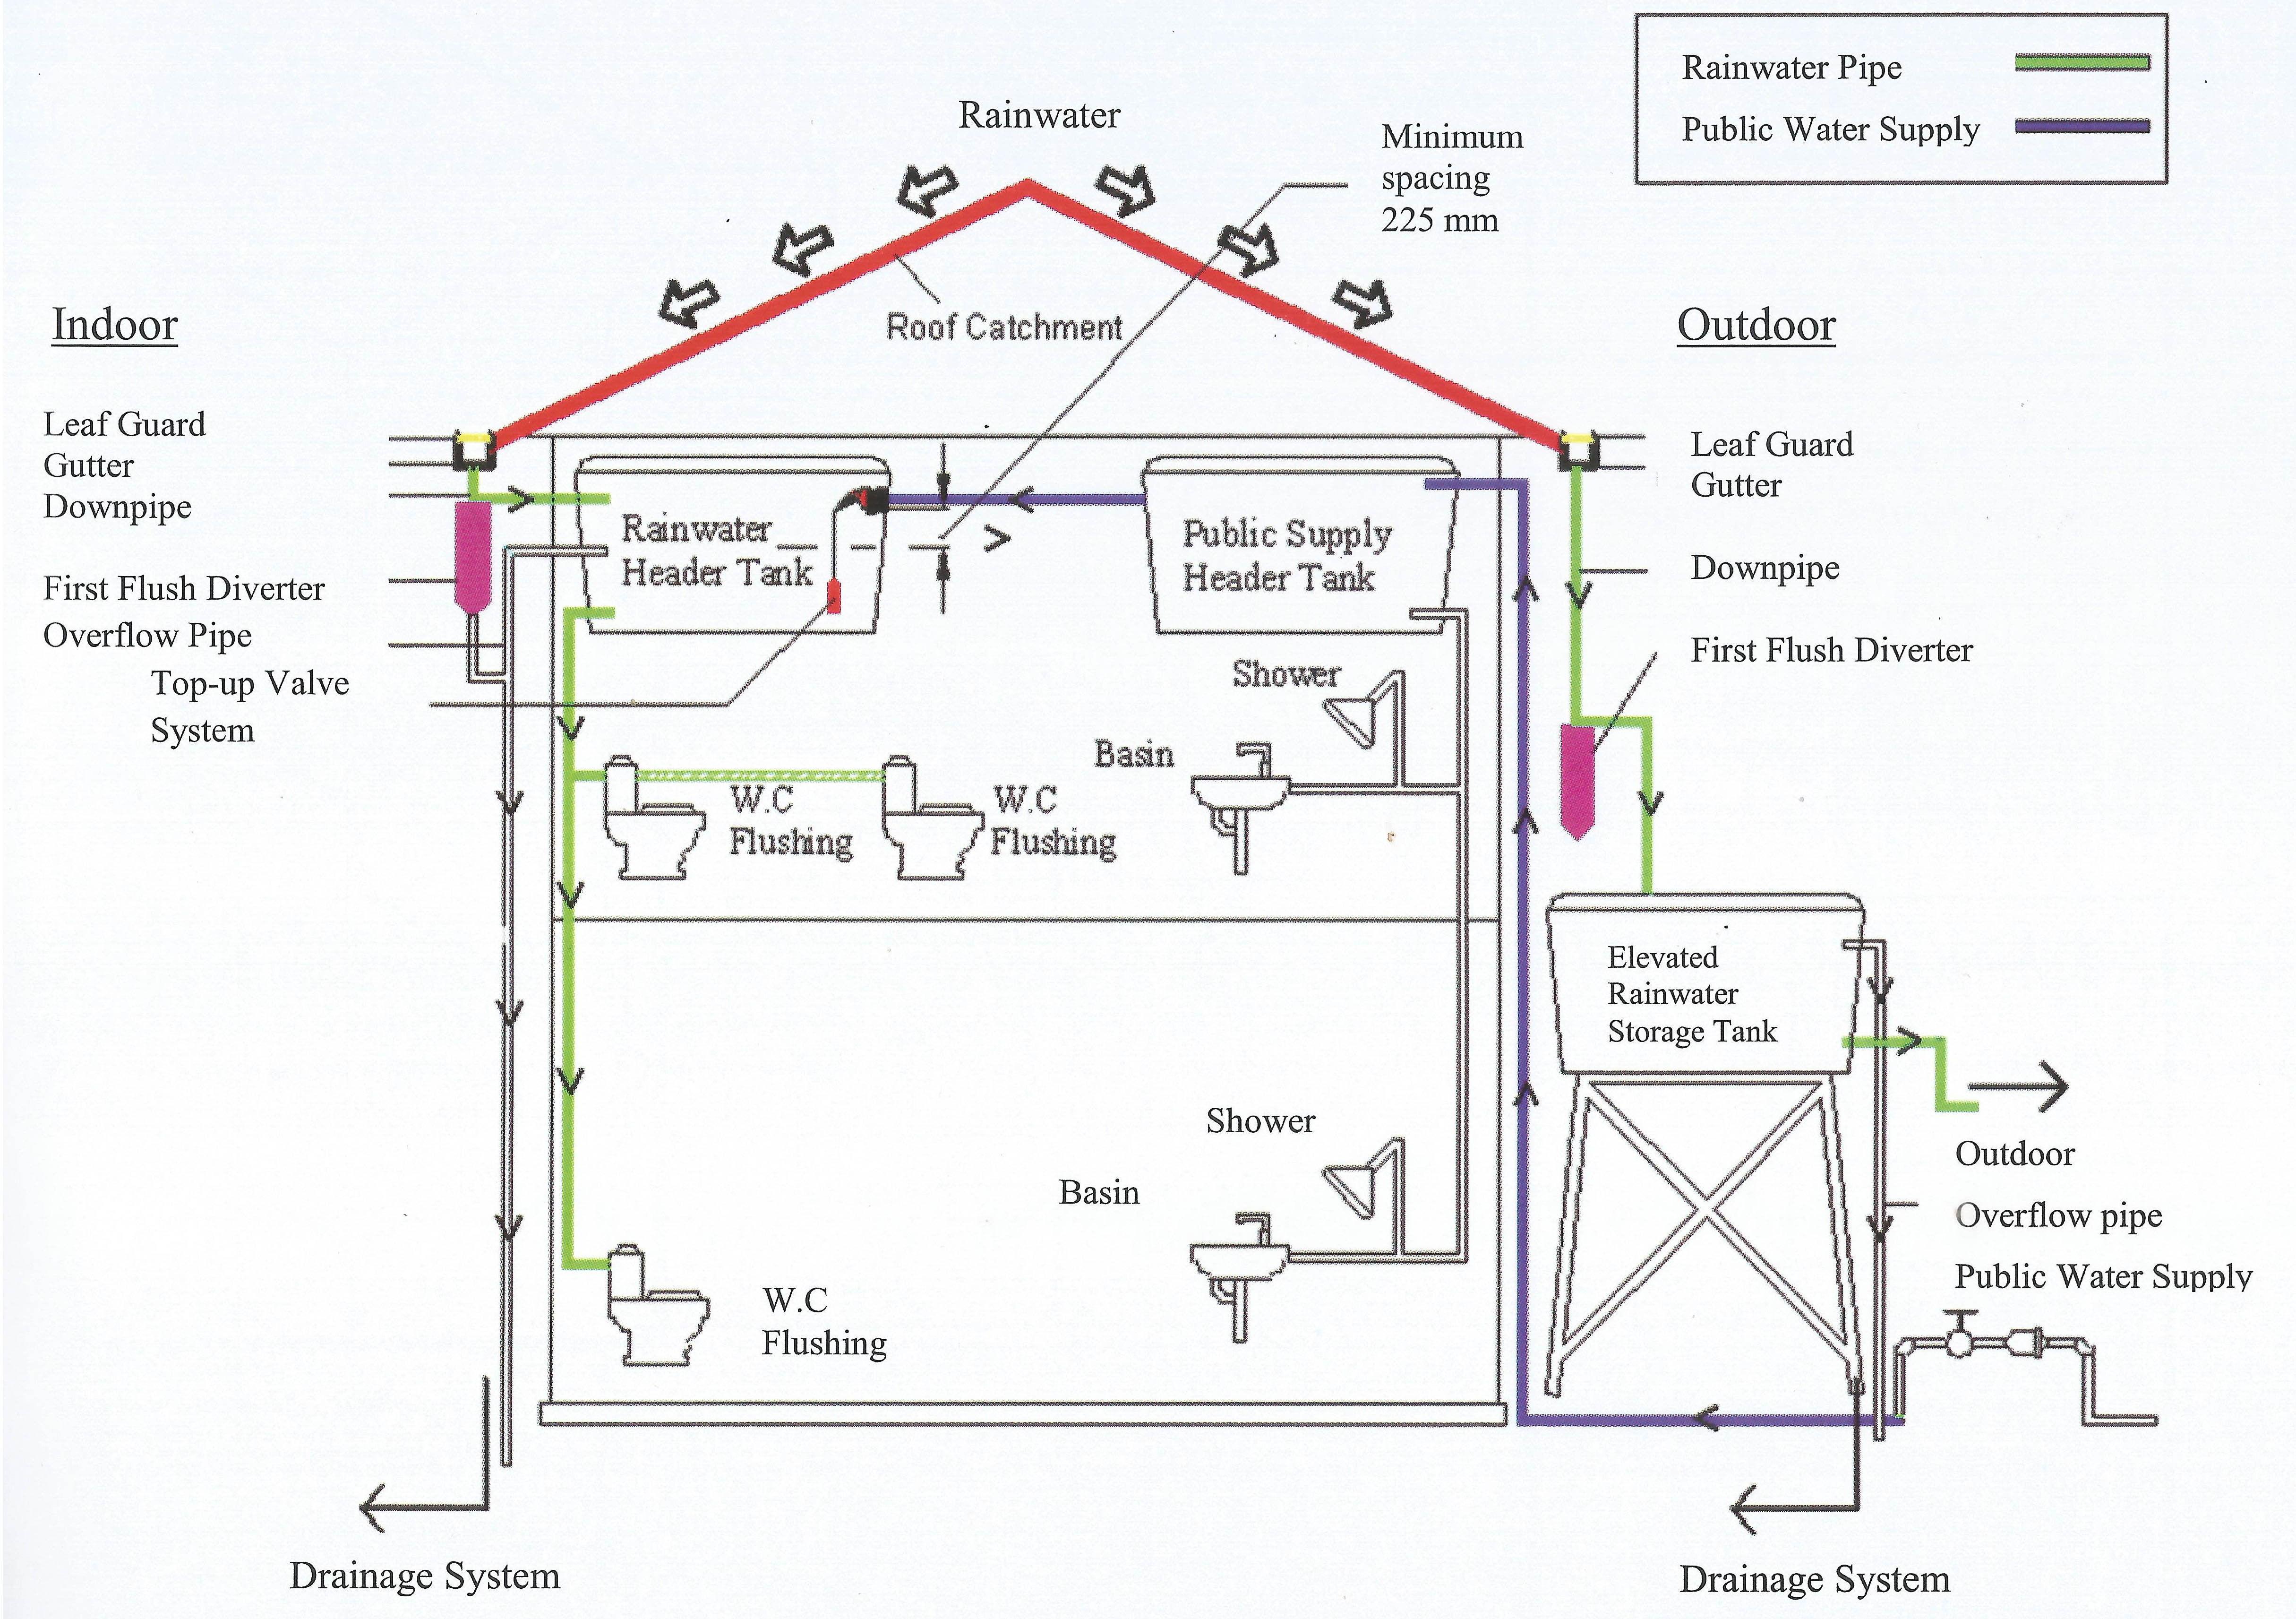 Rainwater Pipe
Public Water Supply
Rainwater
Minimum
spacing
225 mm
Roof Catchment
Indoor
Leaf Guard
Gutter
Downpipe
First Flush Diverter
Overflow Pipe
Top-up Valve
System
Outdoor
Leaf Guard
Gutter
Downpipe
First Flush Diverter
Rainwater
Header Tank
Public Supply
Header Tank
Shower
Basin
W.C
Flushing
W.C
Flushing
Elevated
Rainwater
Storage Tank
Shower
Basin
W.C
Flushing
Outdoor
Overflow pipe
Public Water Supply
Drainage System
Drainage System